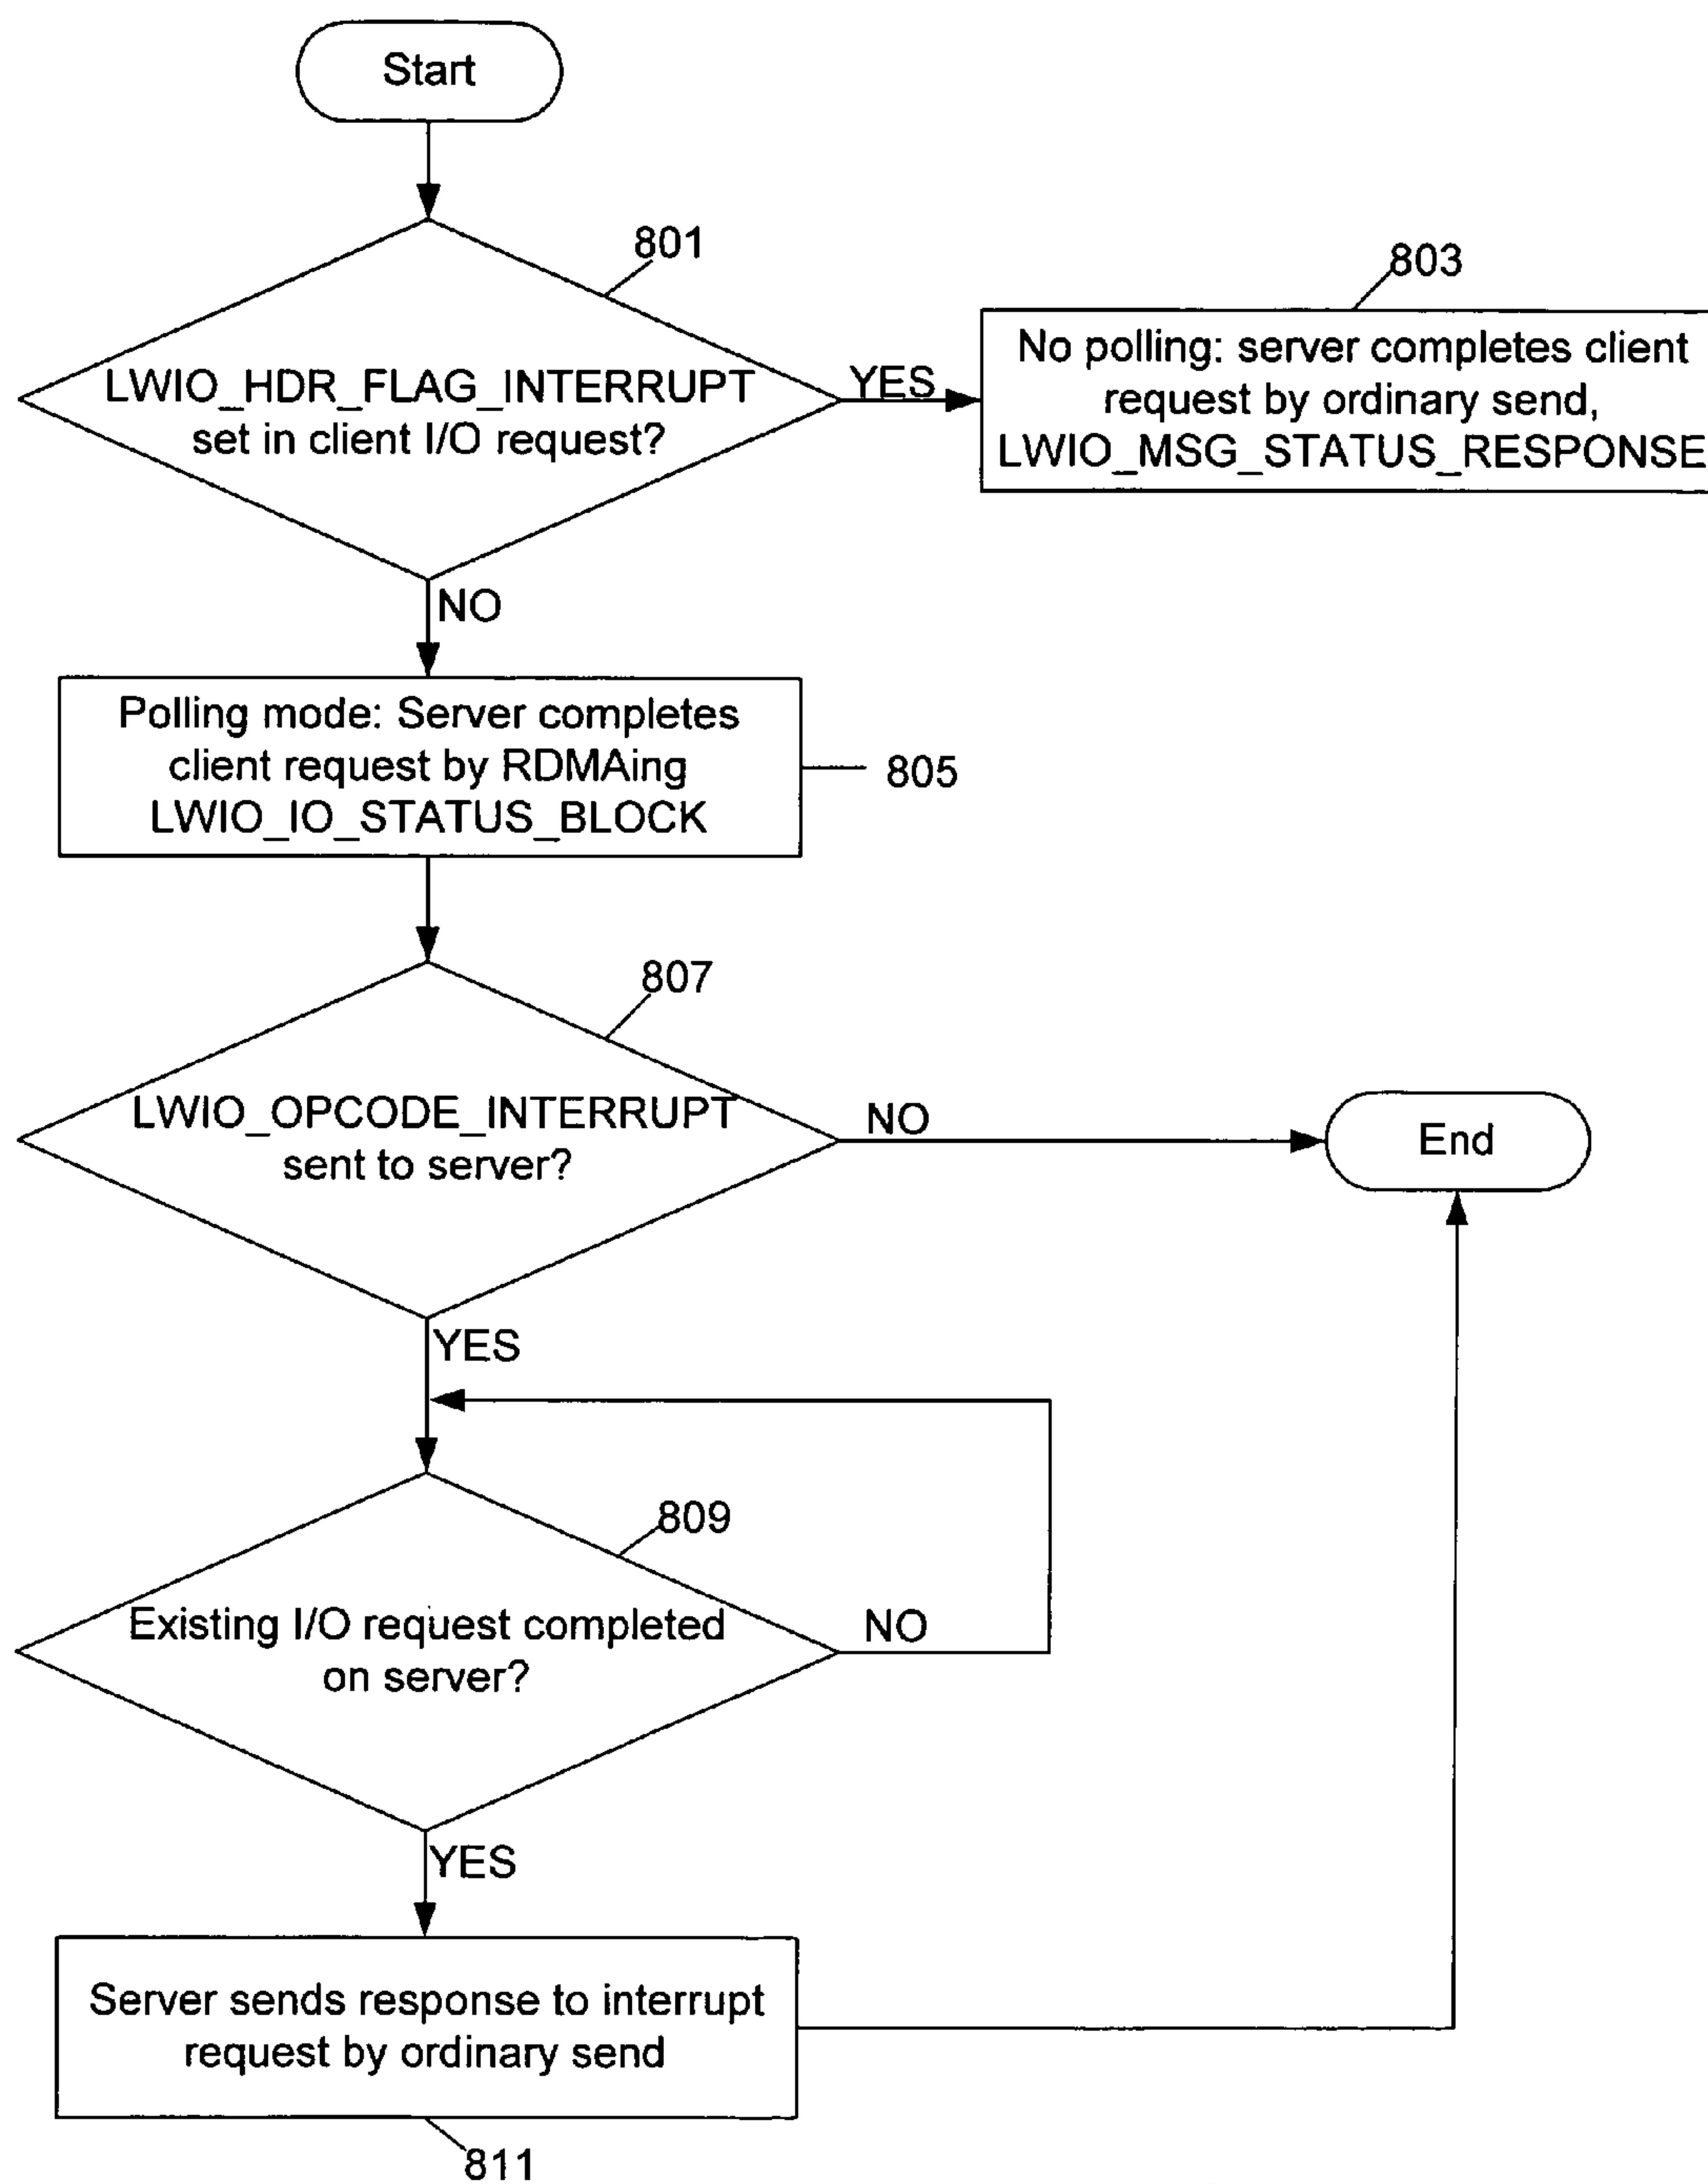 Start
801
803
LWIO_HDR_FLAG_INTERRUPT
set in client I/O request?
YES
No polling: server completes client
request by ordinary send,
LWIO_MSG_STATUS_RESPONSE
NO
Polling mode: Server completes
client request by RDMAing
LWIO_IO_STATUS_BLOCK
805
807
LWIO_OPCODE_INTERRUPT
sent to server?
NO
End
YES
809
Existing I/O request completed
on server?
NO
YES
Server sends response to interrupt
request by ordinary send
811